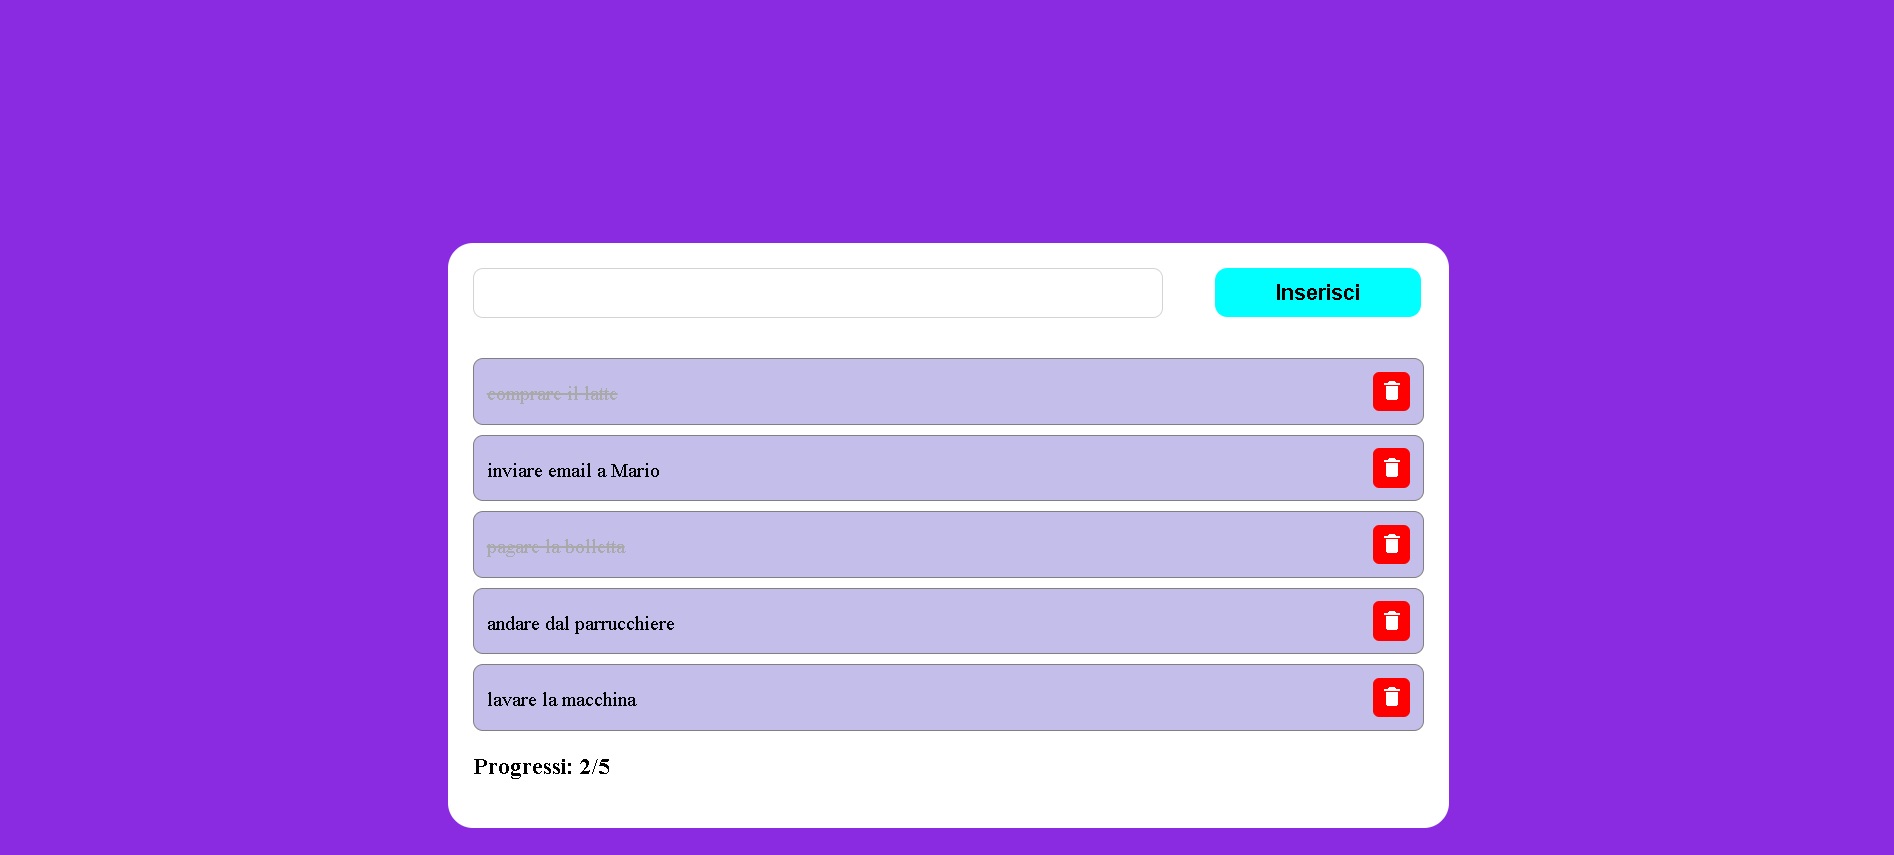 Inserisci
comprare il latte
inviare email a Mario
pagare la bolletta
andare dal parrucchiere
lavare la macchina
Progressi: 2/5